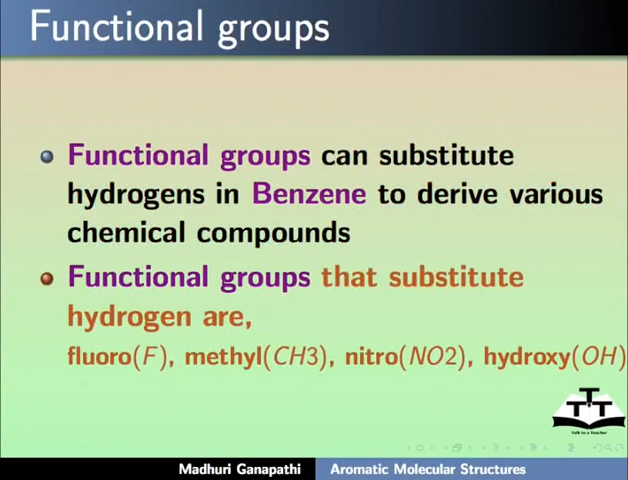 Functional groups
Functional groups can substitute
hydrogens in Benzene to derive various
chemical compounds
Functional groups that substitute
hydrogen are,
fluoro(F), methyl(CH3), nitro(NO2), hydroxy(OH)
TTT
Talk to a Teacher
Madhuri Ganapathi Aromatic Molecular Structures